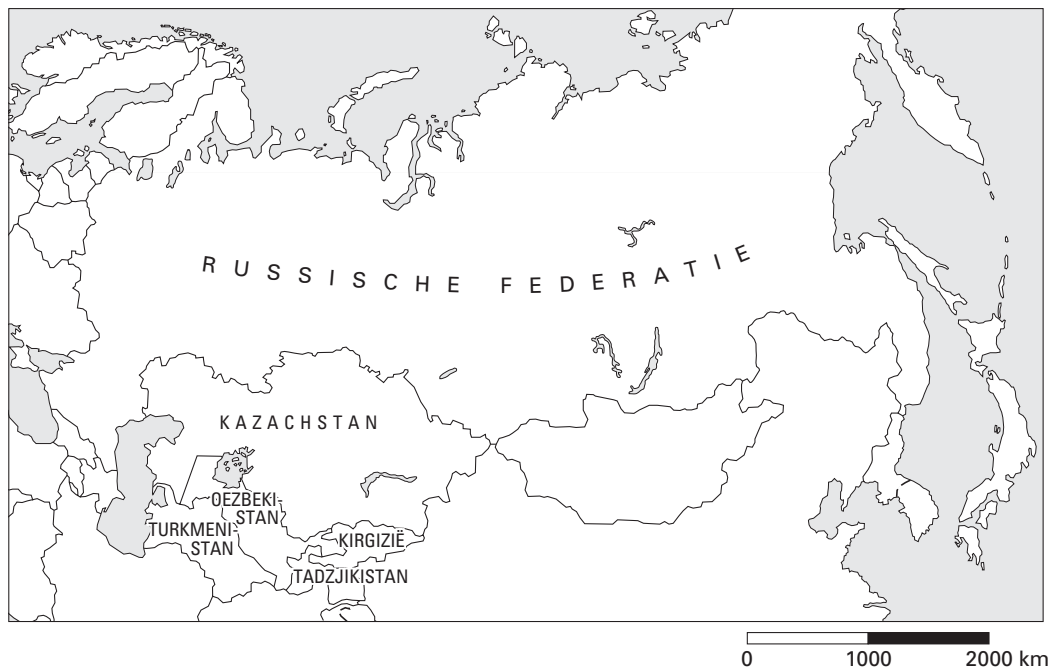 RUSSISCHE FEDERATIE
KAZACHSTAN
OEZBEKI-
STAN
TURKMENI-
STAN
KIRGIZIË
TADZJIKISTAN
0 1000 2000 km